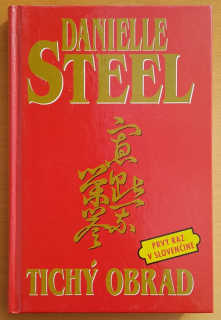 DANIELLE
STEEL
PRVÝ RAZ
V SLOVENČINE
TICHÝ OBRAD